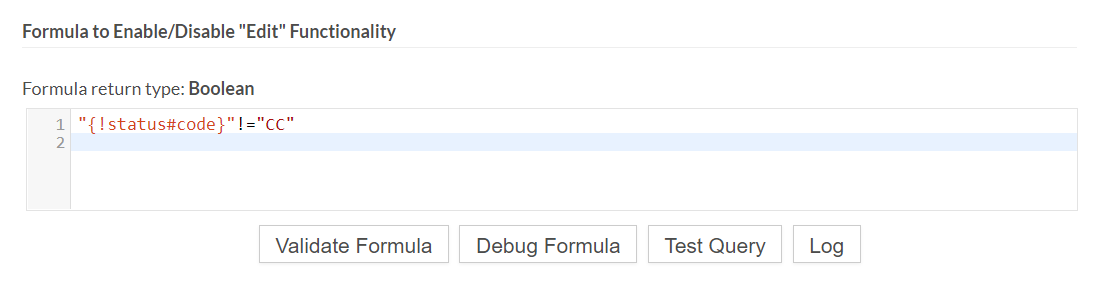 Formula to Enable/Disable "Edit" Functionality
Formula return type: Boolean
1 "{!status#code}"!="CC"
2
Validate Formula Debug Formula Test Query Log